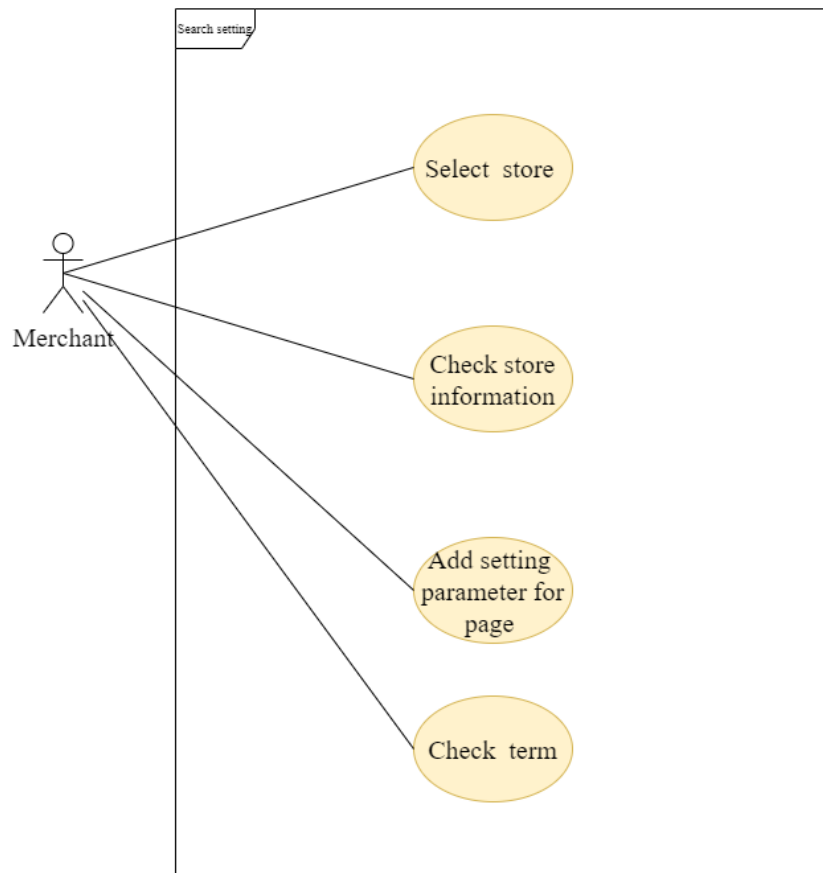 Search setting
Select store
Merchant
Check store
information
Add setting
parameter for
page
Check term